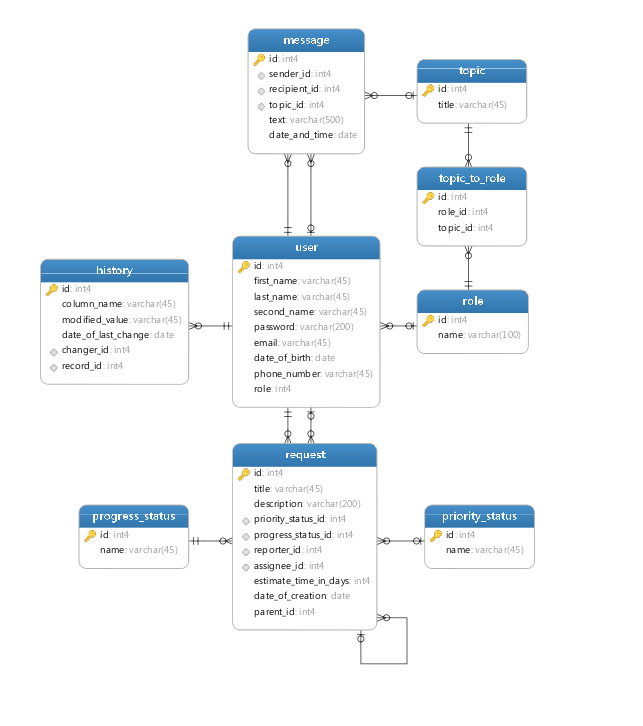 message
id: int4
sender_id: int4
recipient_id: int4
topic_id: int4
text: varchar(500)
date_and_time: date
topic
id: int4
title: varchar(45)
topic_to_role
id: int4
role_id: int4
topic_id: int4
user
id: int4
first_name: varchar(45)
last_name: varchar(45)
second_name: varchar(45)
password: varchar(200)
email: varchar(45)
date_of_birth: date
phone_number: varchar(45)
role: int4
history
id: int4
column_name: varchar(45)
modified_value: varchar(45)
date_of_last_change: date
changer_id: int4
record_id: int4
role
id: int4
name: varchar(100)
request
id: int4
title: varchar(45)
description: varchar(200)
priority_status_id: int4
progress_status_id: int4
reporter_id: int4
assignee_id: int4
estimate_time_in_days: int4
date_of_creation: date
parent_id: int4
progress_status
id: int4
name: varchar(45)
priority_status
id: int4
name: varchar(45)